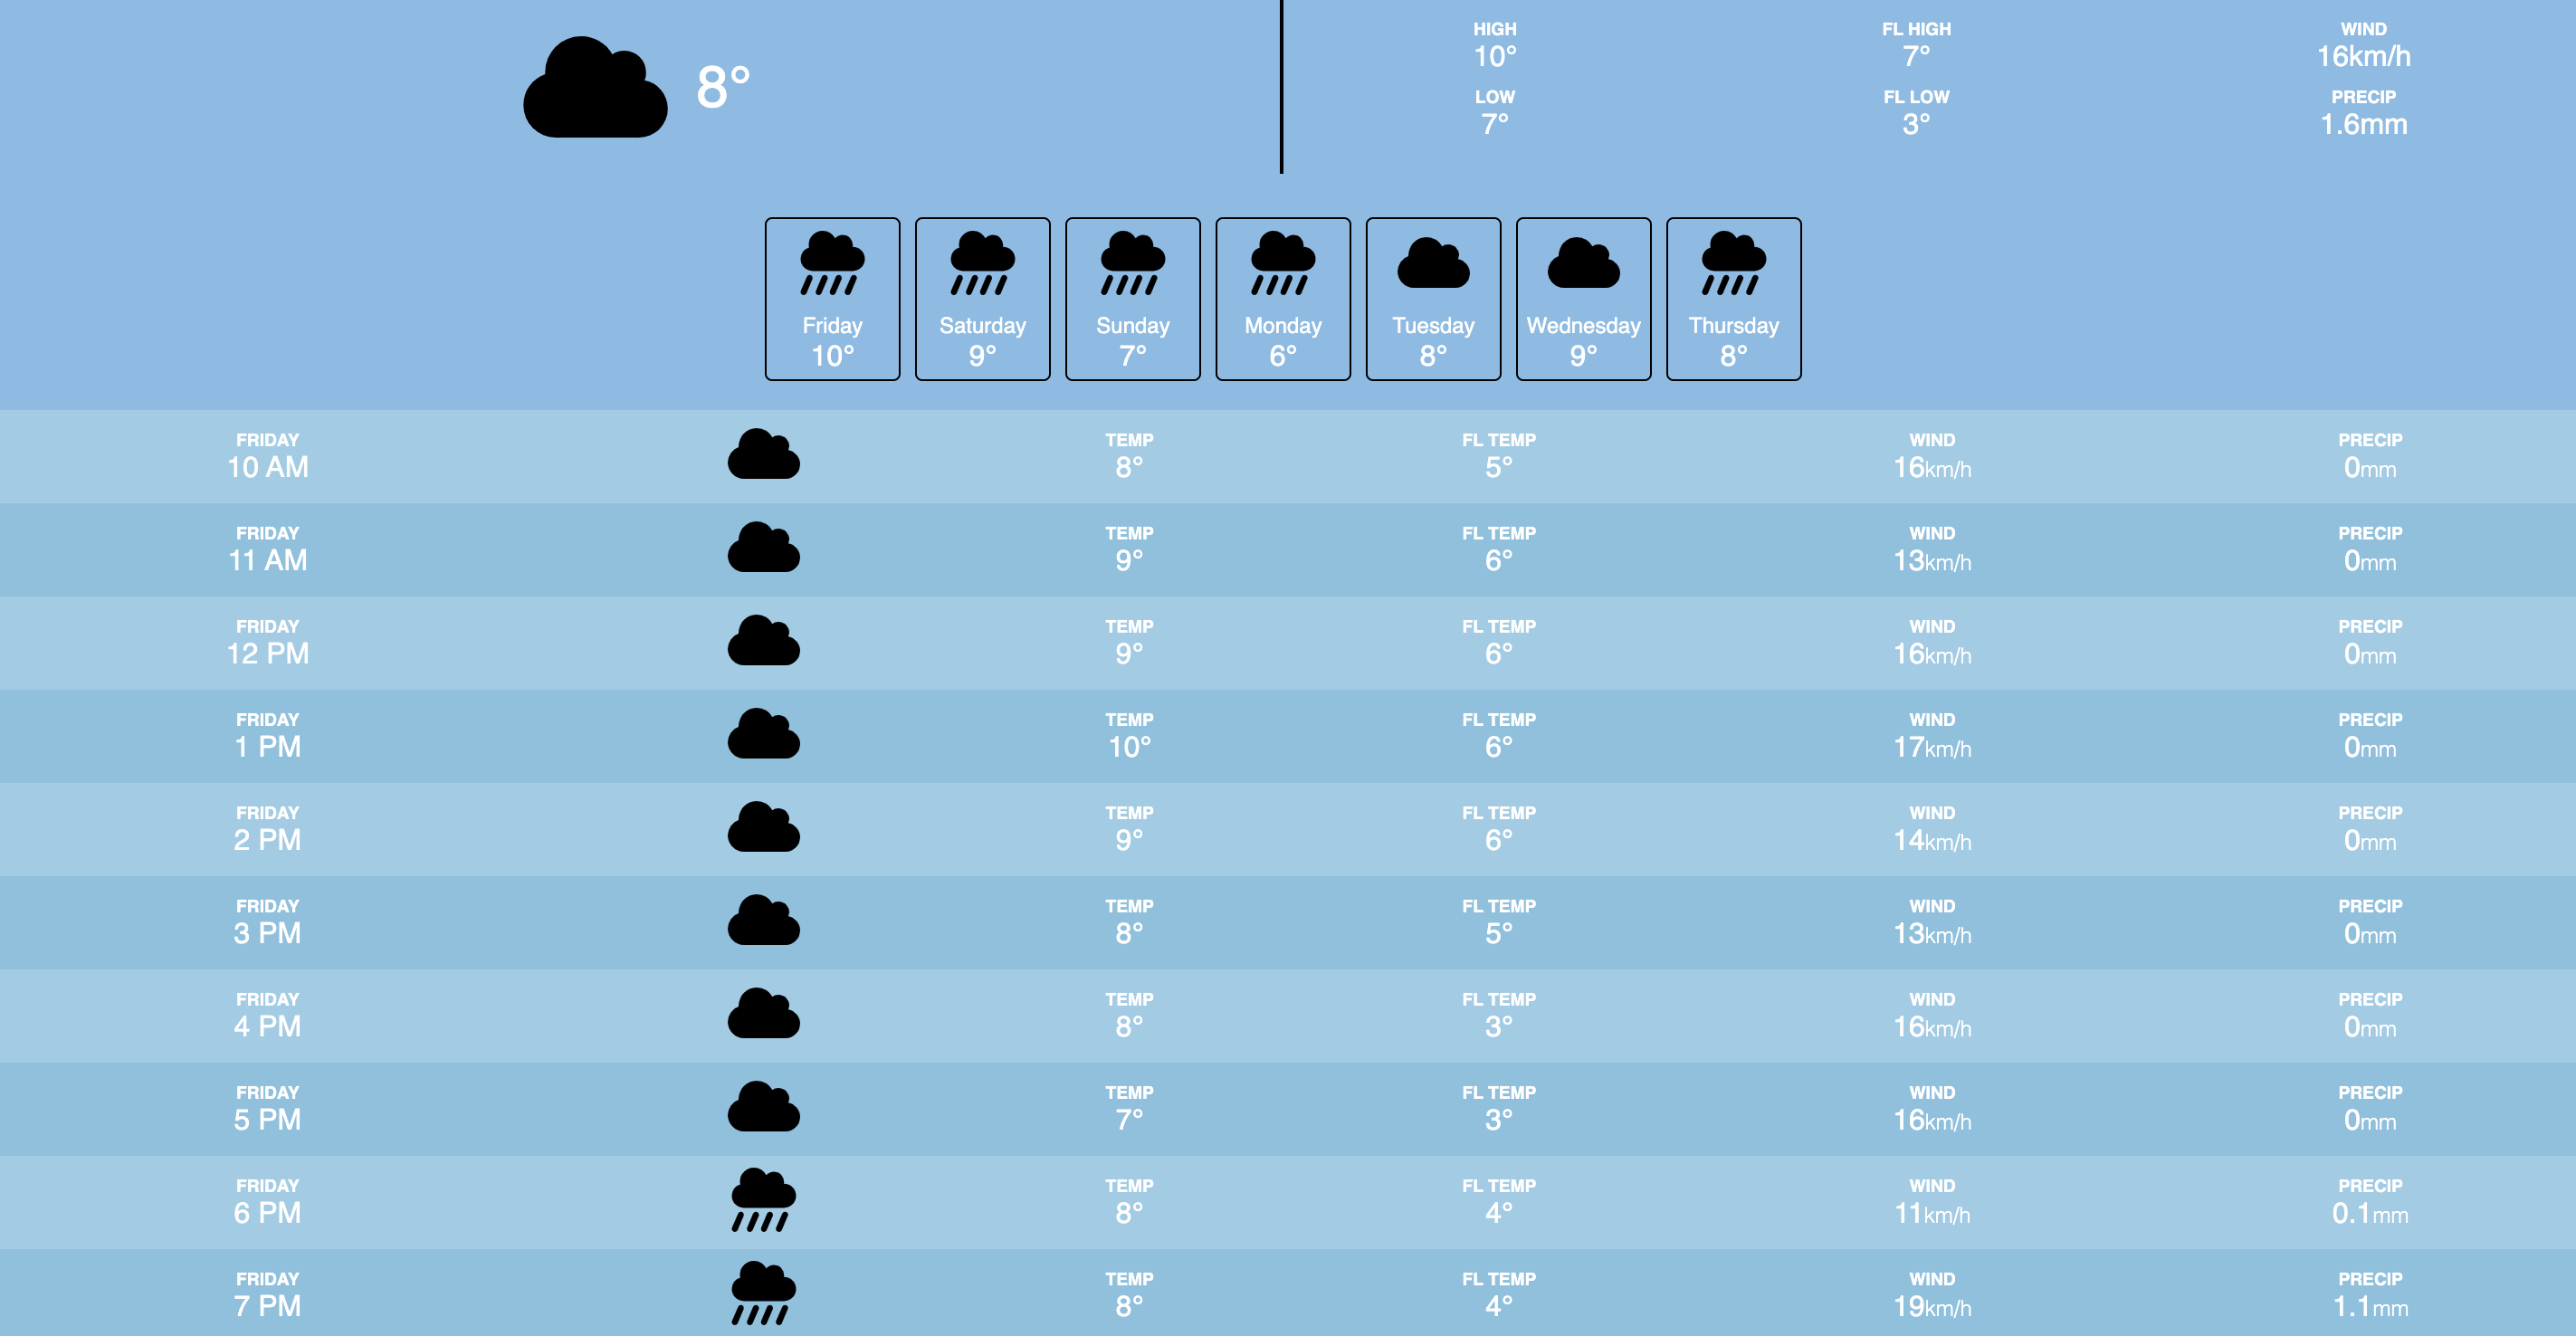 8°
HIGH
10°
FL HIGH
7°
WIND
16km/h
LOW
7°
FL LOW
3°
PRECIP
1.6mm
Friday
10°
Saturday
9°
Sunday
7°
Monday
6°
Tuesday
8°
Wednesday
9°
Thursday
8°
FRIDAY
10 AM
TEMP
8°
FL TEMP
5°
WIND
16km/h
PRECIP
0mm
FRIDAY
11 AM
TEMP
9°
FL TEMP
6°
WIND
13km/h
PRECIP
0mm
FRIDAY
12 PM
TEMP
9°
FL TEMP
6°
WIND
16km/h
PRECIP
0mm
FRIDAY
1 PM
TEMP
10°
FL TEMP
6°
WIND
17km/h
PRECIP
0mm
FRIDAY
2 PM
TEMP
9°
FL TEMP
6°
WIND
14km/h
PRECIP
0mm
FRIDAY
3 PM
TEMP
8°
FL TEMP
5°
WIND
13km/h
PRECIP
0mm
FRIDAY
4 PM
TEMP
8°
FL TEMP
3°
WIND
16km/h
PRECIP
0mm
FRIDAY
5 PM
TEMP
7°
FL TEMP
3°
WIND
16km/h
PRECIP
0mm
FRIDAY
6 PM
TEMP
8°
FL TEMP
4°
WIND
11km/h
PRECIP
0.1mm
FRIDAY
7 PM
TEMP
8°
FL TEMP
4°
WIND
19km/h
PRECIP
1.1mm